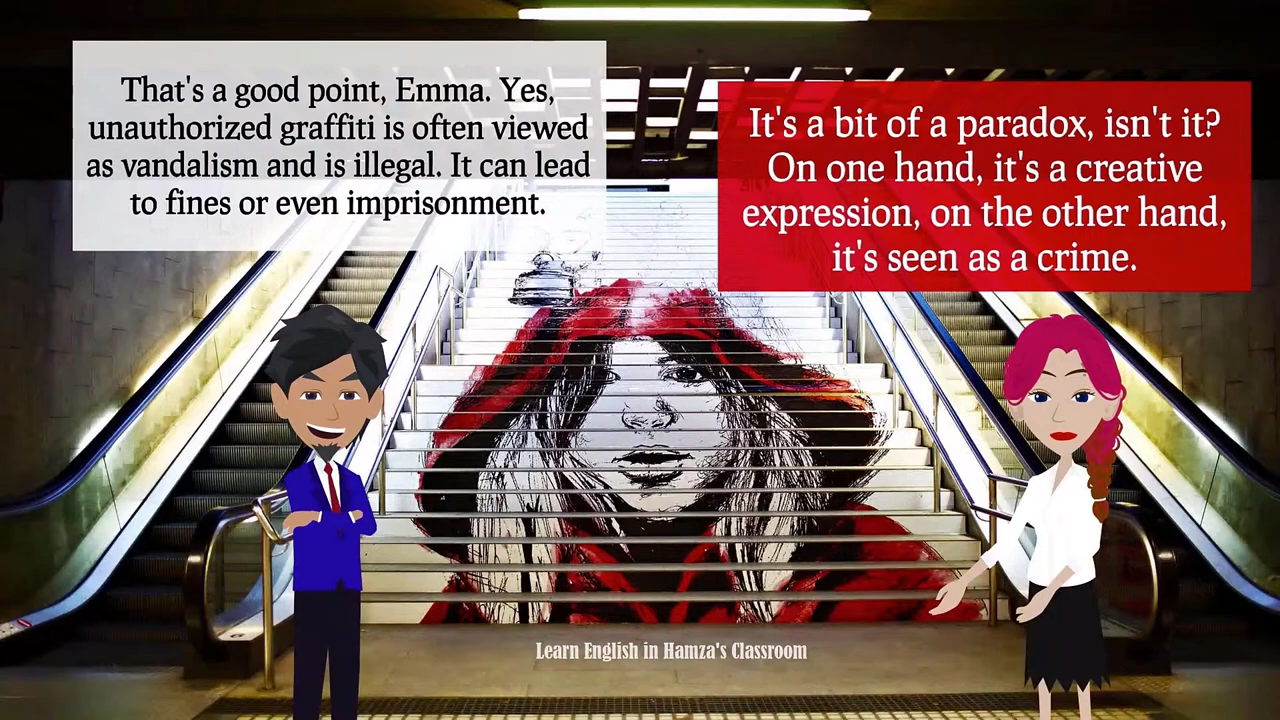 That's a good point, Emma. Yes,
unauthorized graffiti is often viewed
as vandalism and is illegal. It can lead
to fines or even imprisonment.
It's a bit of a paradox, isn't it?
On one hand, it's a creative
expression, on the other hand,
it's seen as a crime.
Learn English in Hamza's Classroom